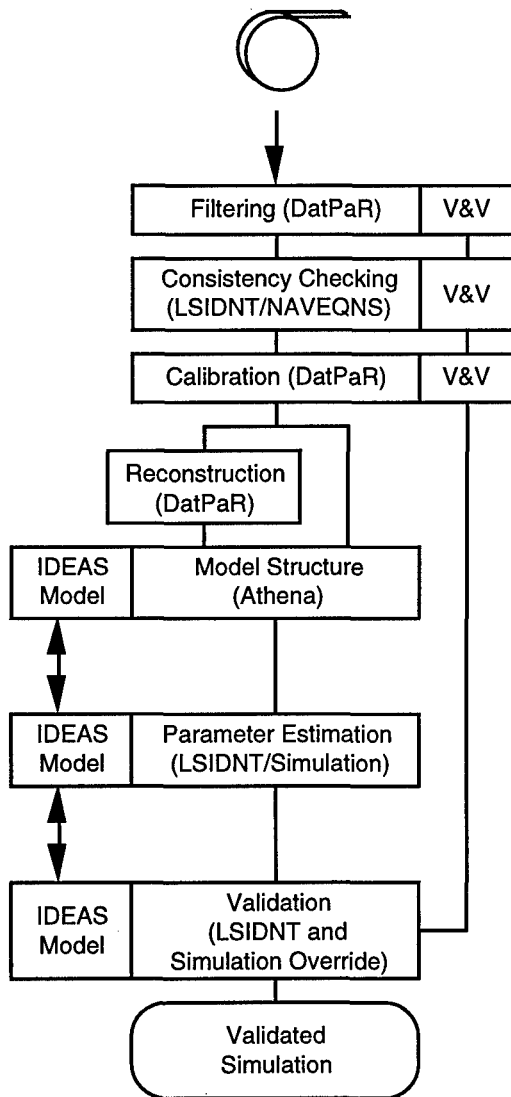 Filtering (DatPaR)
V&V
Consistency Checking
(LSIDNT/NAVEQNS)
V&V
Calibration (DatPaR)
V&V
Reconstruction
(DatPaR)
IDEAS
Model
Model Structure
(Athena)
IDEAS
Model
Parameter Estimation
(LSIDNT/Simulation)
IDEAS
Model
Validation
(LSIDNT and
Simulation Override)
Validated
Simulation